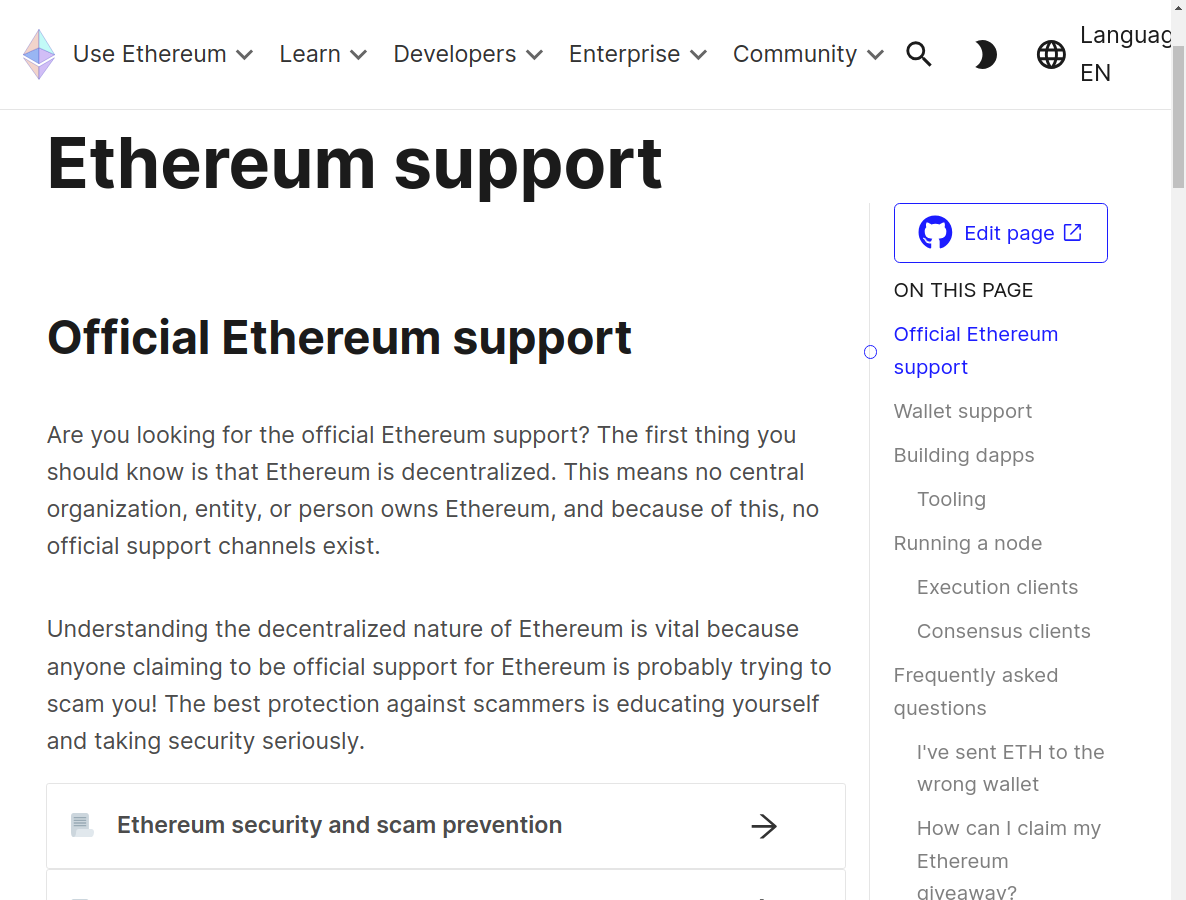 Use Ethereum
Learn
Developers
Enterprise
Community
Languag
EN
Ethereum support
Official Ethereum support
Are you looking for the official Ethereum support? The first thing you
should know is that Ethereum is decentralized. This means no central
organization, entity, or person owns Ethereum, and because of this, no
official support channels exist.
Understanding the decentralized nature of Ethereum is vital because
anyone claiming to be official support for Ethereum is probably trying to
scam you! The best protection against scammers is educating yourself
and taking security seriously.
Ethereum security and scam prevention
Edit page
ON THIS PAGE
Official Ethereum
support
Wallet support
Building dapps
Tooling
Running a node
Execution clients
Consensus clients
Frequently asked
questions
I've sent ETH to the
wrong wallet
How can I claim my
Ethereum
giveaway?